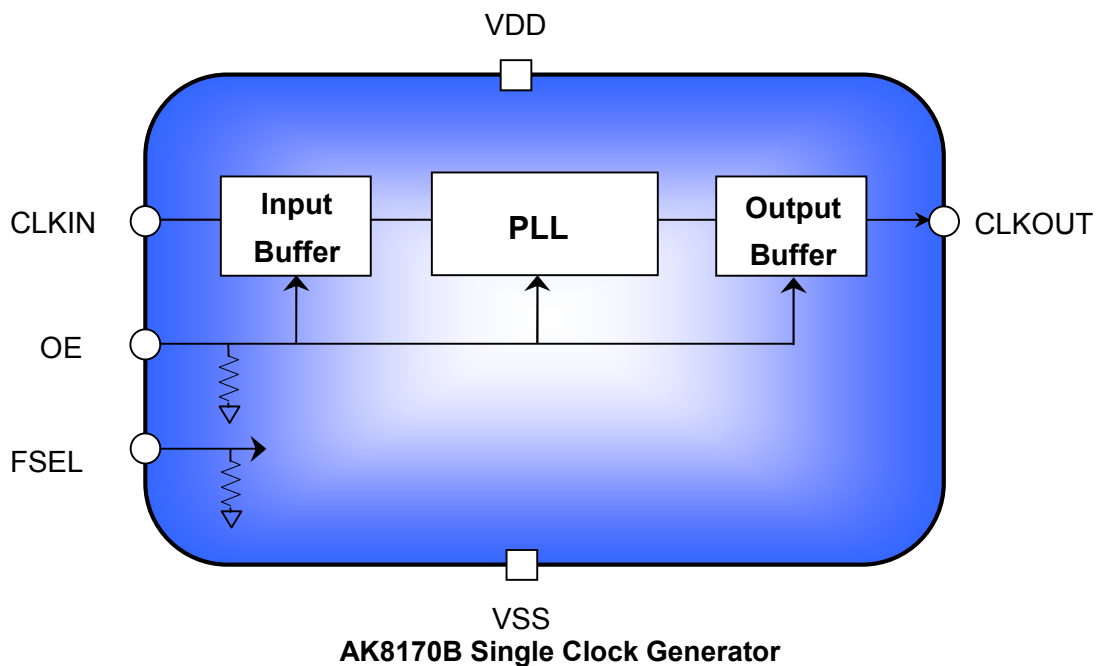 VDD
CLKIN
Input
Buffer
PLL
Output
Buffer
CLKOUT
OE
FSEL
VSS
AK8170B Single Clock Generator